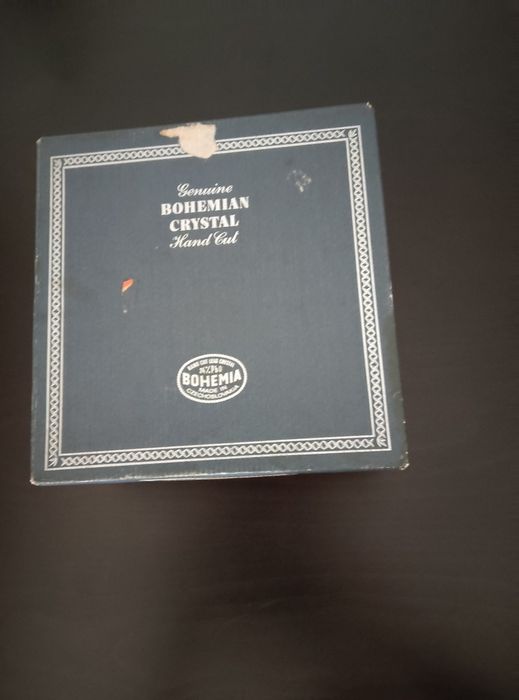 Genuine
BOHEMIAN
CRYSTAL
Hand Cut
HAND CUT LEAD CRYSTAL
24% PbO
BOHEMIA
MADE IN
CZECHOSLOVAKIA